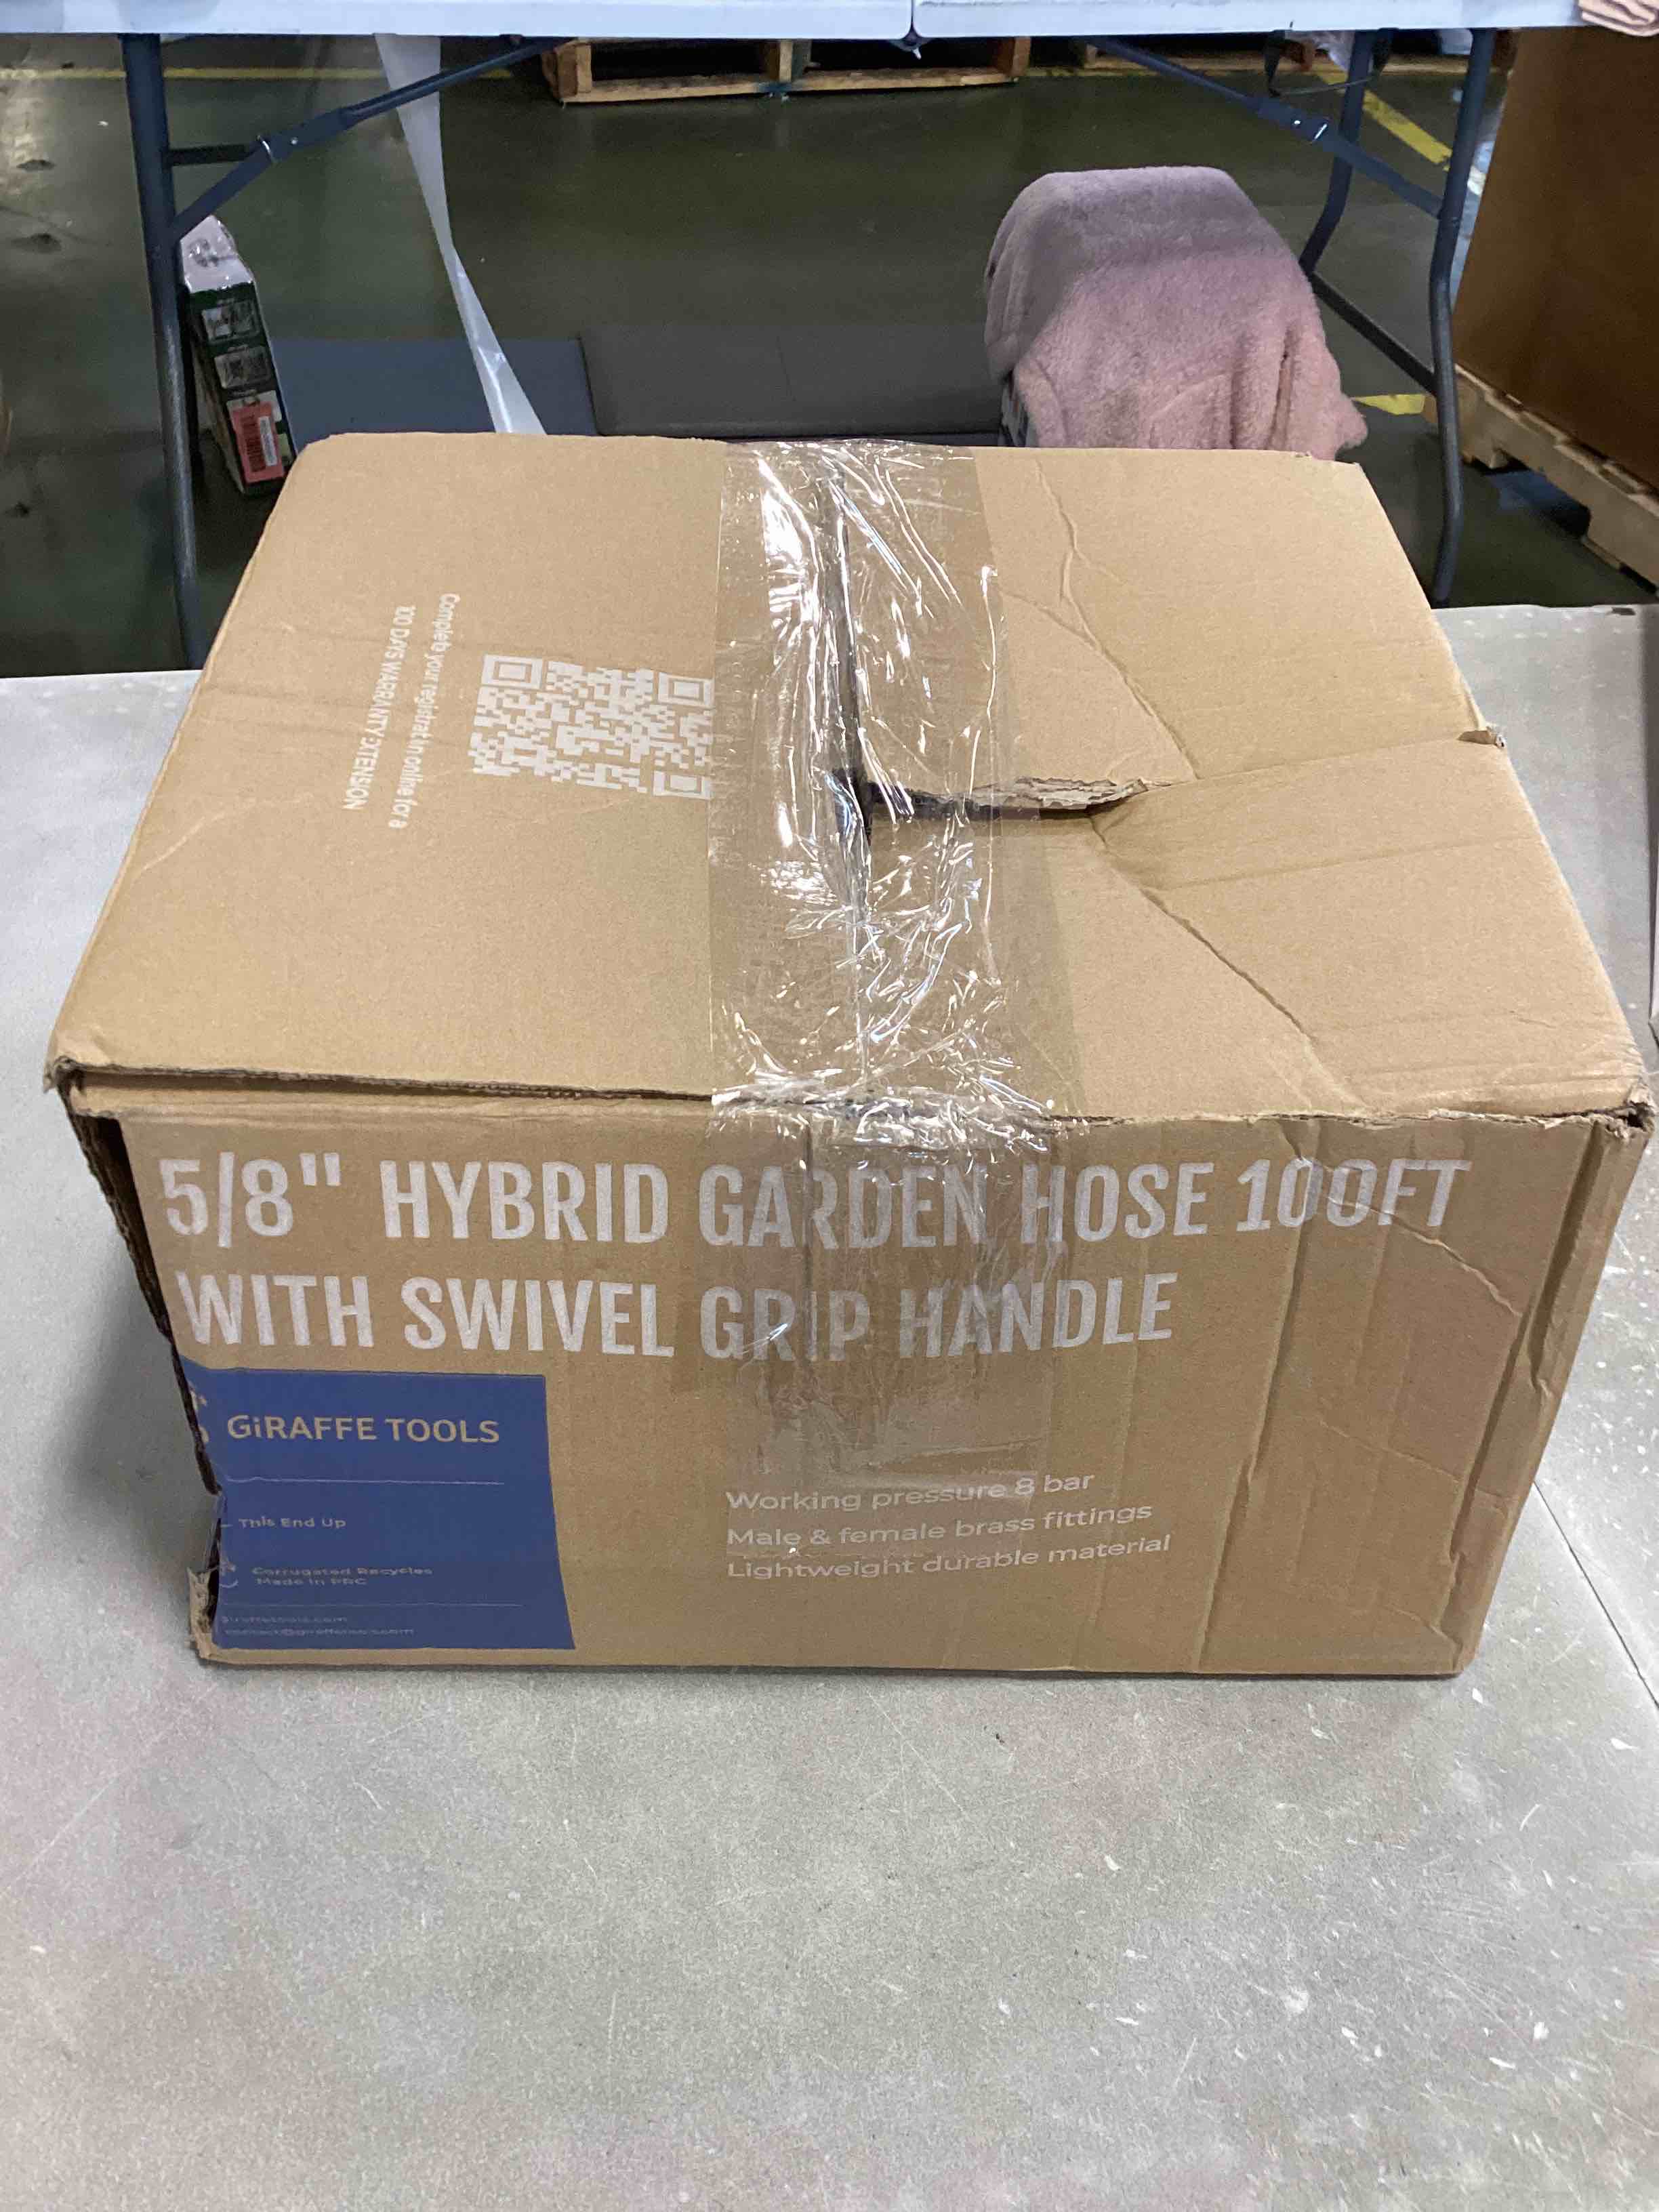 Complete your registrat in online for a
100 DAYS WARRANTY EXTENSION
5/8" HYBRID GARDEN HOSE 100FT
WITH SWIVEL GRIP HANDLE
GiRAFFE TOOLS
This End Up
Corrugated Recycles
Made in PRC
Working pressure 8 bar
Male & female brass fittings
Lightweight durable material